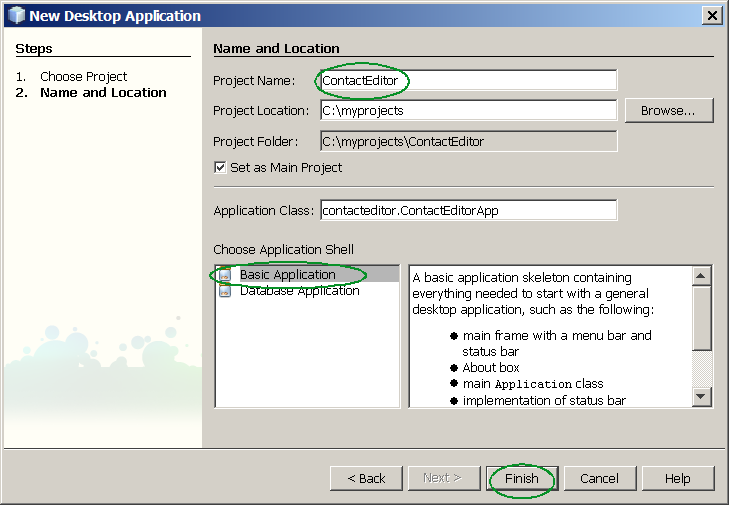 New Desktop Application
Steps
1. Choose Project
2. Name and Location
Name and Location
Project Name: ContactEditor
Project Location: C:\myprojects Browse...
Project Folder: C:\myprojects\ContactEditor
Set as Main Project
Application Class: contacteditor.ContactEditorApp
Choose Application Shell
Basic Application
Database Application
A basic application skeleton containing
everything needed to start with a general
desktop application, such as the following:
● main frame with a menu bar and
status bar
● About box
● main Application class
● implementation of status bar
< Back Next > Finish Cancel Help